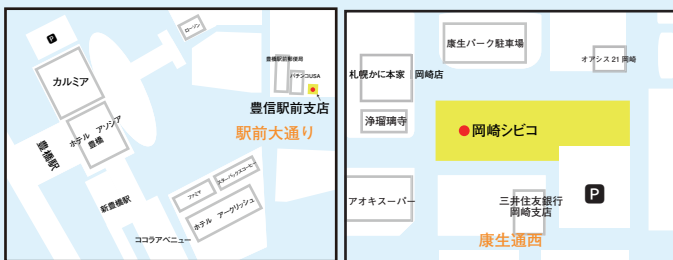 ローソン
P
豊橋駅前郵便局
カルミア
パチンコUSA
豊信駅前支店
駅前大通り
ホテル アソシア
豊橋
豊橋駅
スターバックスコーヒー
ファミマ
新豊橋駅
ホテル アークリッシュ
ココラアベニュー
康生パーク駐車場
オアシス21 岡崎
札幌かに本家 岡崎店
浄瑠璃寺
岡崎シビコ
アオキスーパー
三井住友銀行
岡崎支店
P
康生通西